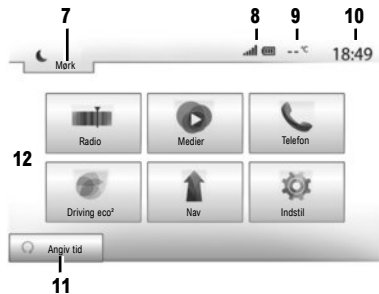 7
8 9 10
Mørk
--°C 18:49
Radio Medier Telefon
12
Driving eco² Nav Indstil
Angiv tid
11